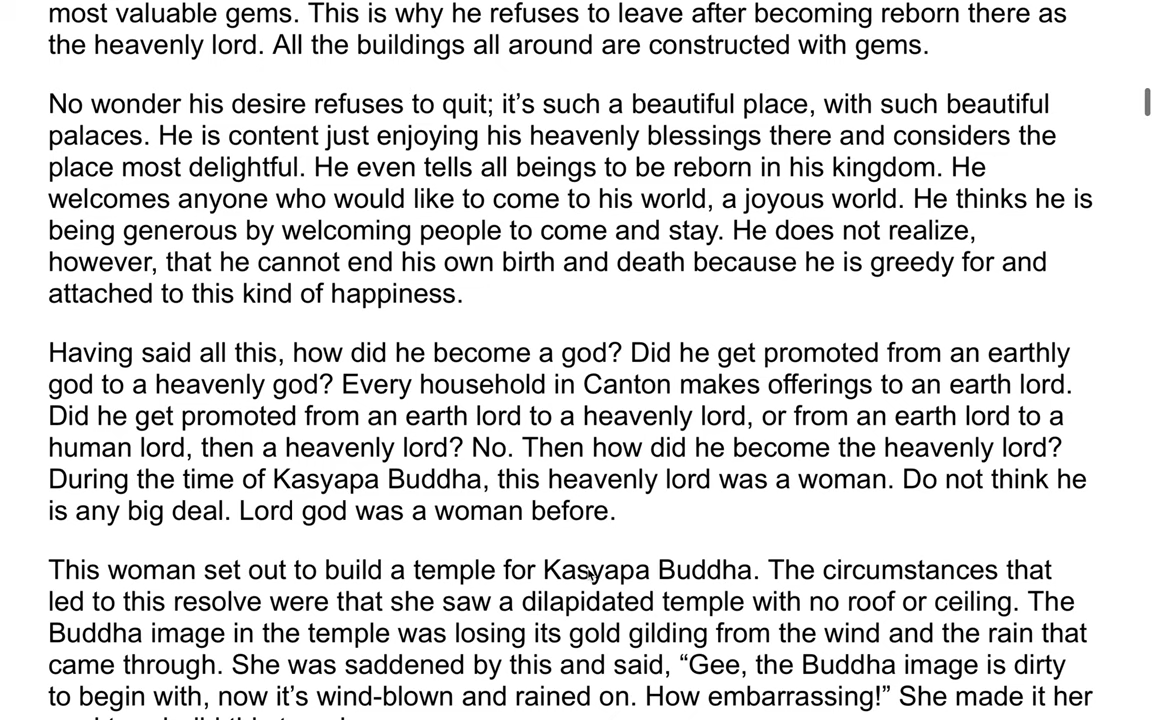 most valuable gems. This is why he refuses to leave after becoming reborn there as
the heavenly lord. All the buildings all around are constructed with gems.
No wonder his desire refuses to quit; it’s such a beautiful place, with such beautiful
palaces. He is content just enjoying his heavenly blessings there and considers the
place most delightful. He even tells all beings to be reborn in his kingdom. He
welcomes anyone who would like to come to his world, a joyous world. He thinks he is
being generous by welcoming people to come and stay. He does not realize,
however, that he cannot end his own birth and death because he is greedy for and
attached to this kind of happiness.
Having said all this, how did he become a god? Did he get promoted from an earthly
god to a heavenly god? Every household in Canton makes offerings to an earth lord.
Did he get promoted from an earth lord to a heavenly lord, or from an earth lord to a
human lord, then a heavenly lord? No. Then how did he become the heavenly lord?
During the time of Kasyapa Buddha, this heavenly lord was a woman. Do not think he
is any big deal. Lord god was a woman before.
This woman set out to build a temple for Kasyapa Buddha. The circumstances that
led to this resolve were that she saw a dilapidated temple with no roof or ceiling. The
Buddha image in the temple was losing its gold gilding from the wind and the rain that
came through. She was saddened by this and said, “Gee, the Buddha image is dirty
to begin with, now it’s wind-blown and rained on. How embarrassing!” She made it her